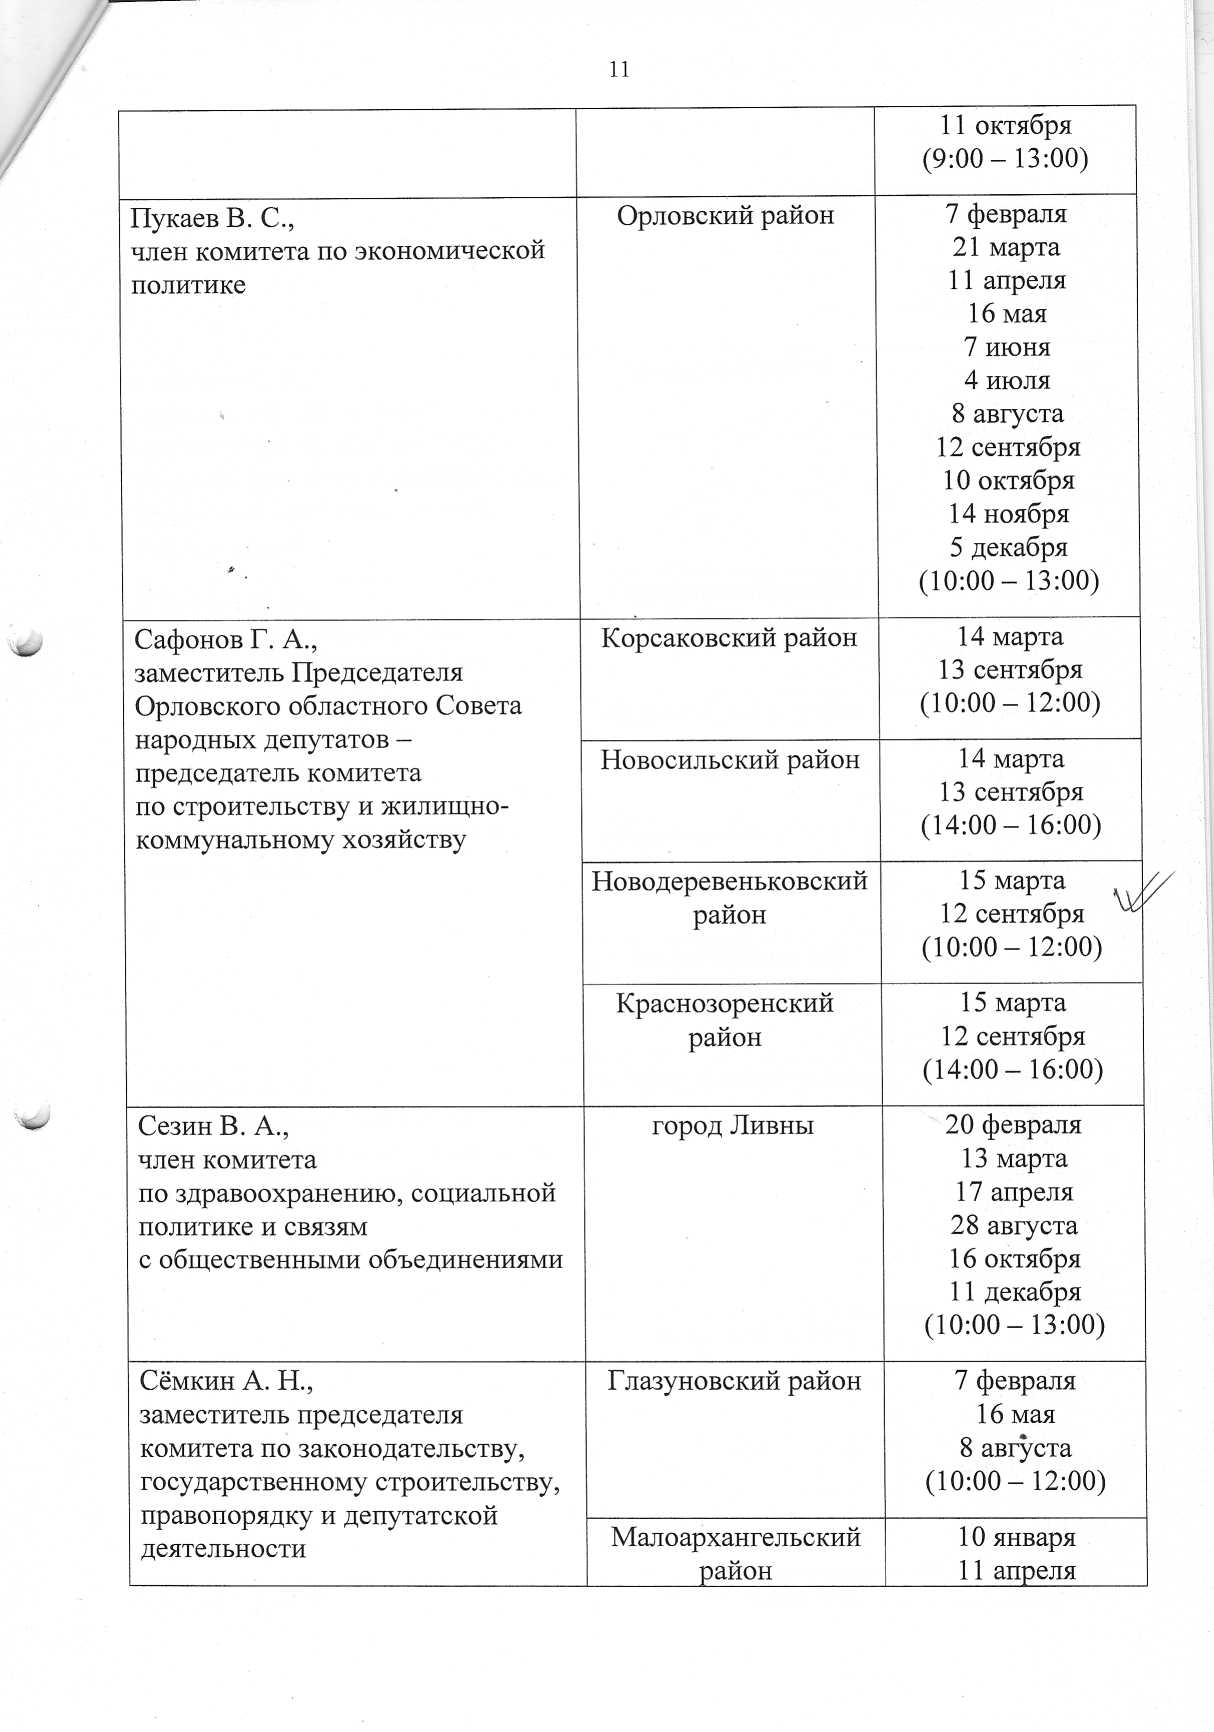 11
11 октября
(9:00 – 13:00)
Пукаев В. С.,
член комитета по экономической
политике
Орловский район
7 февраля
21 марта
11 апреля
16 мая
7 июня
4 июля
8 августа
12 сентября
10 октября
14 ноября
5 декабря
(10:00 – 13:00)
Сафонов Г. А.,
заместитель Председателя
Орловского областного Совета
народных депутатов –
председатель комитета
по строительству и жилищно-
коммунальному хозяйству
Корсаковский район
14 марта
13 сентября
(10:00 – 12:00)
Новосильский район
14 марта
13 сентября
(14:00 – 16:00)
Новодеревеньковский
район
15 марта
12 сентября
(10:00 – 12:00)
Краснозоренский
район
15 марта
12 сентября
(14:00 – 16:00)
Сезин В. А.,
член комитета
по здравоохранению, социальной
политике и связям
с общественными объединениями
город Ливны
20 февраля
13 марта
17 апреля
28 августа
16 октября
11 декабря
(10:00 – 13:00)
Сёмкин А. Н.,
заместитель председателя
комитета по законодательству,
государственному строительству,
правопорядку и депутатской
деятельности
Глазуновский район
7 февраля
16 мая
8 августа
(10:00 – 12:00)
Малоархангельский
район
10 января
11 апреля